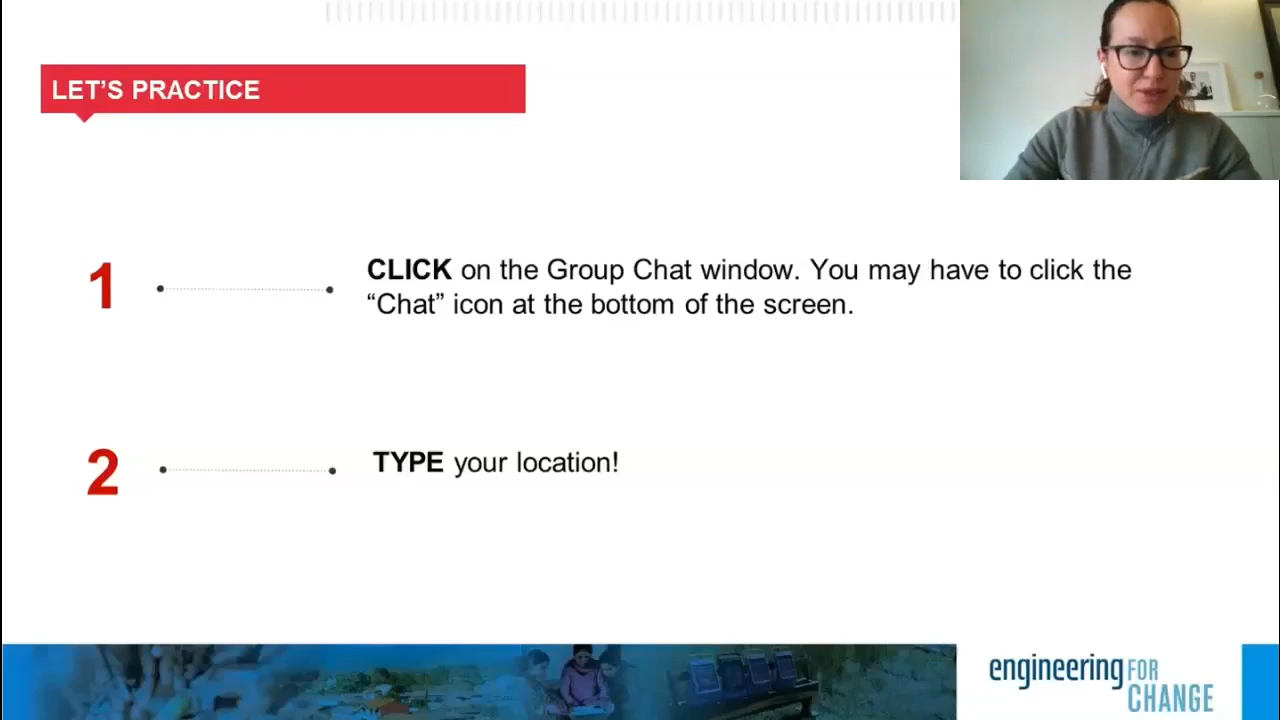 LET’S PRACTICE
1
CLICK on the Group Chat window. You may have to click the
“Chat” icon at the bottom of the screen.
2
TYPE your location!
engineering FOR
CHANGE